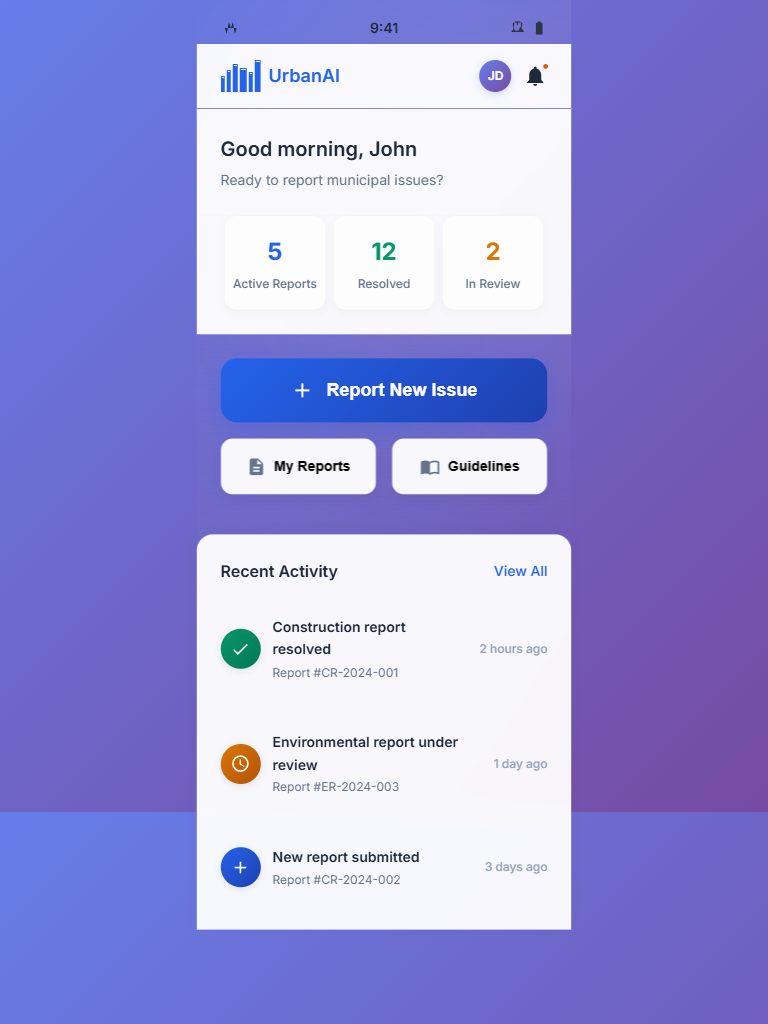 9:41
UrbanAI
JD
Good morning, John
Ready to report municipal issues?
5
Active Reports
12
Resolved
2
In Review
Report New Issue
My Reports
Guidelines
Recent Activity
View All
Construction report
resolved
Report #CR-2024-001
2 hours ago
Environmental report under
review
Report #ER-2024-003
1 day ago
New report submitted
Report #CR-2024-002
3 days ago